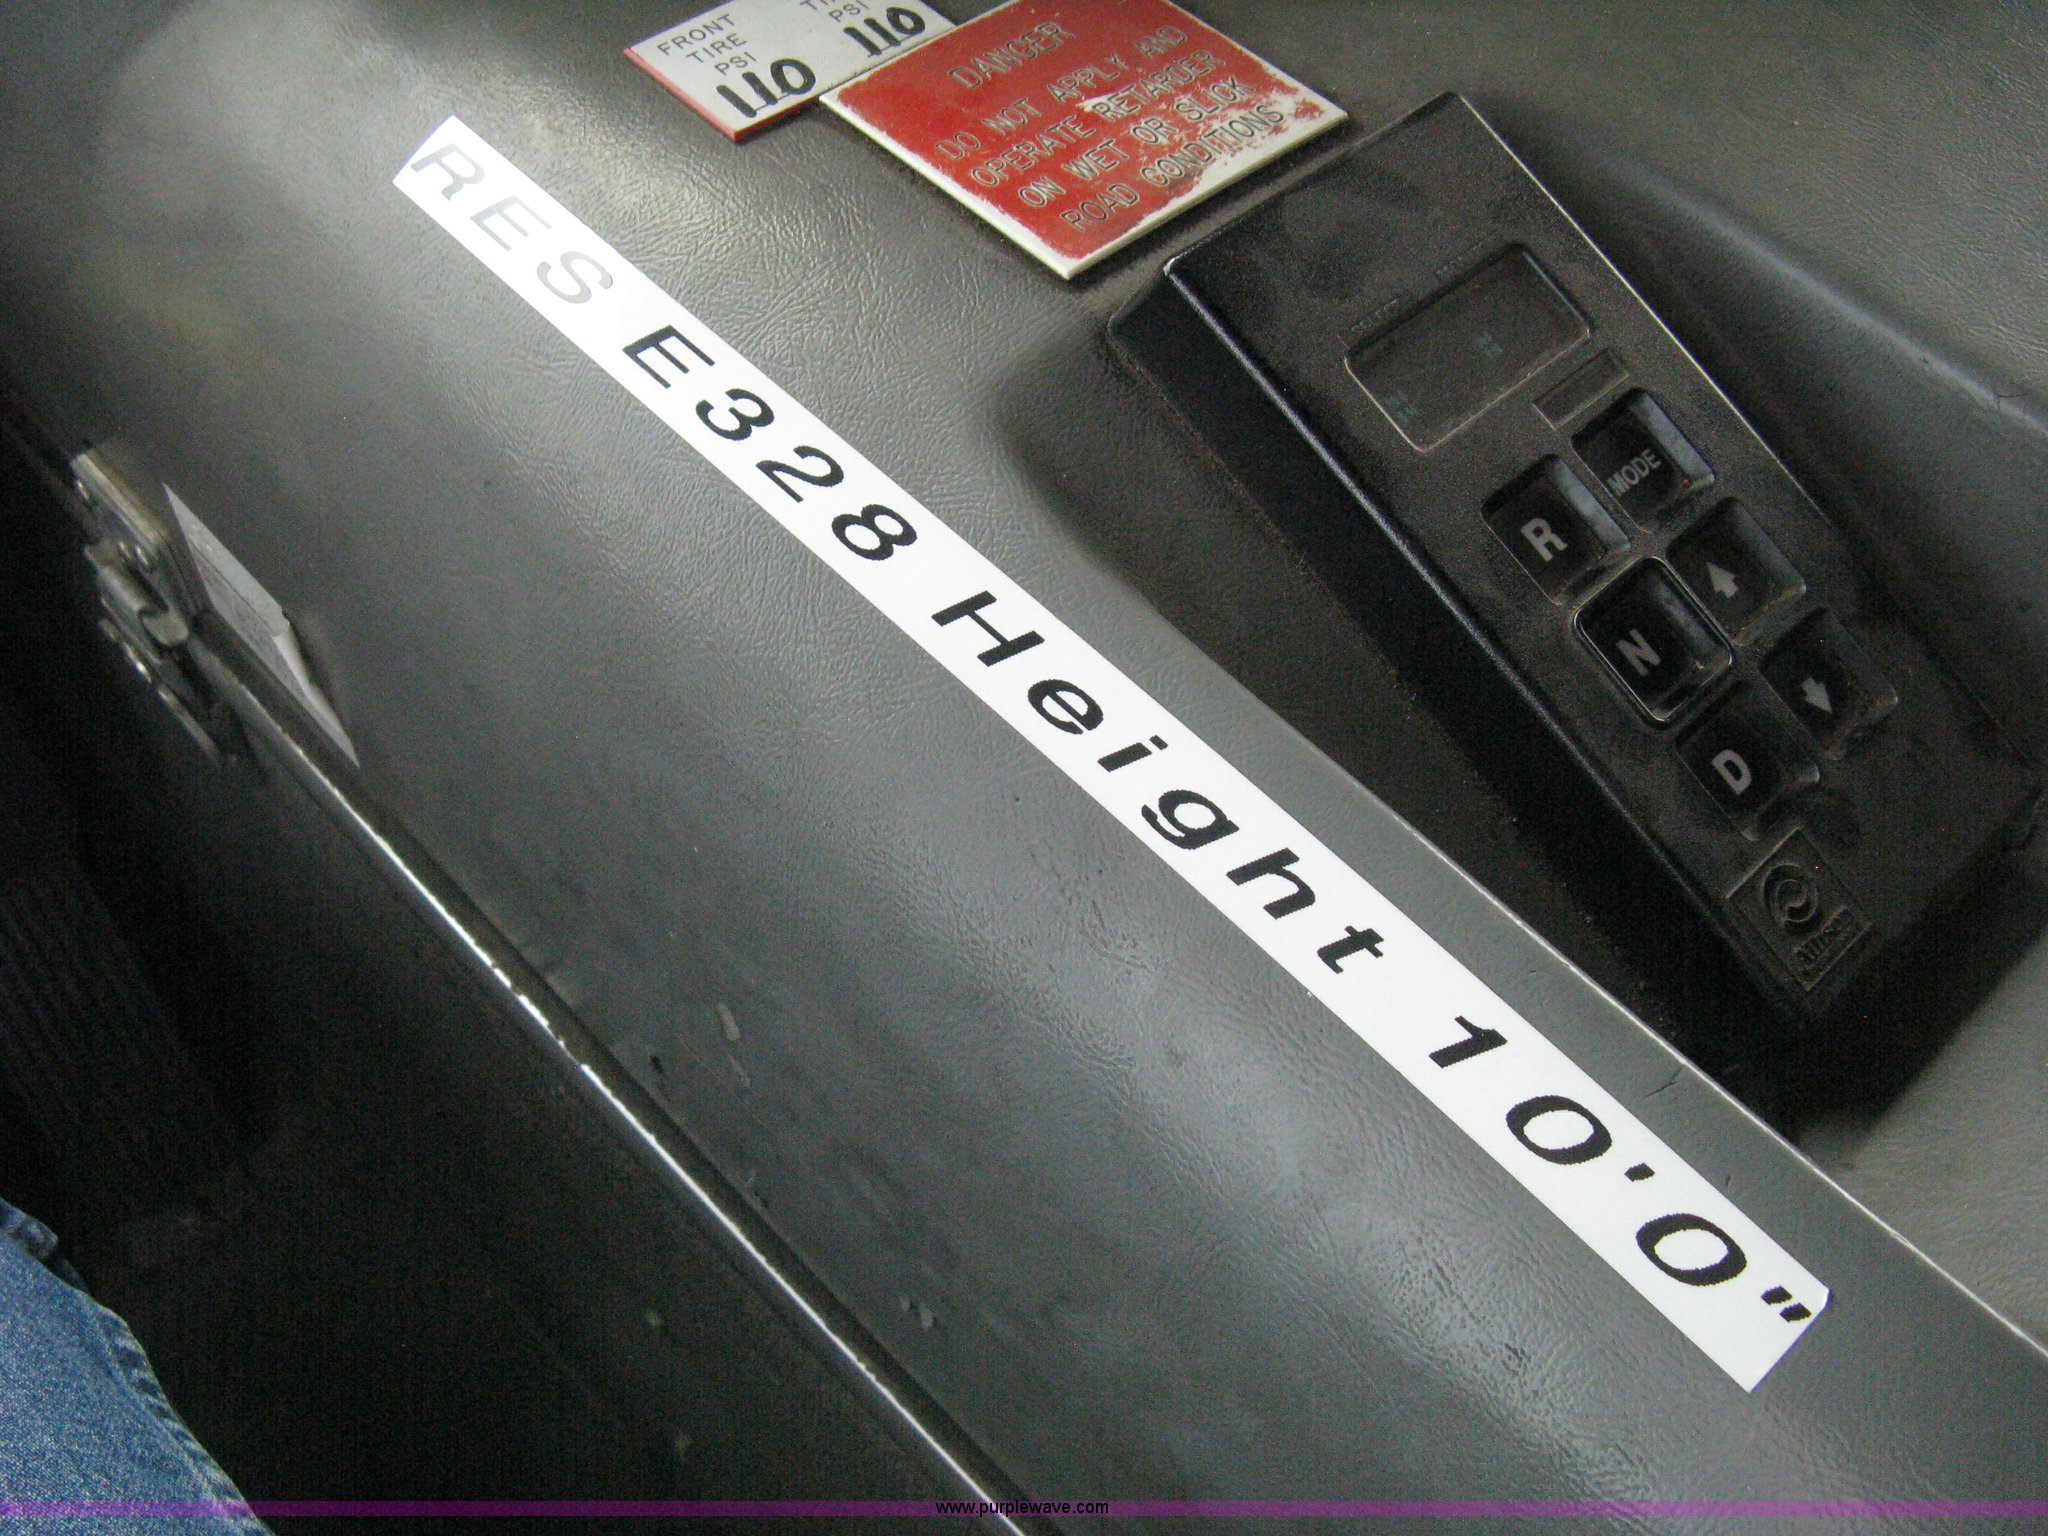 FRONT
TIRE
PSI
110
PSI
110
DANGER
DO NOT APPLY AND
OPERATE RETARDER
ON WET OR SLICK
ROAD CONDITIONS
RES E328 Height 10'0"
MODE
R
N
D
www.purplewave.com